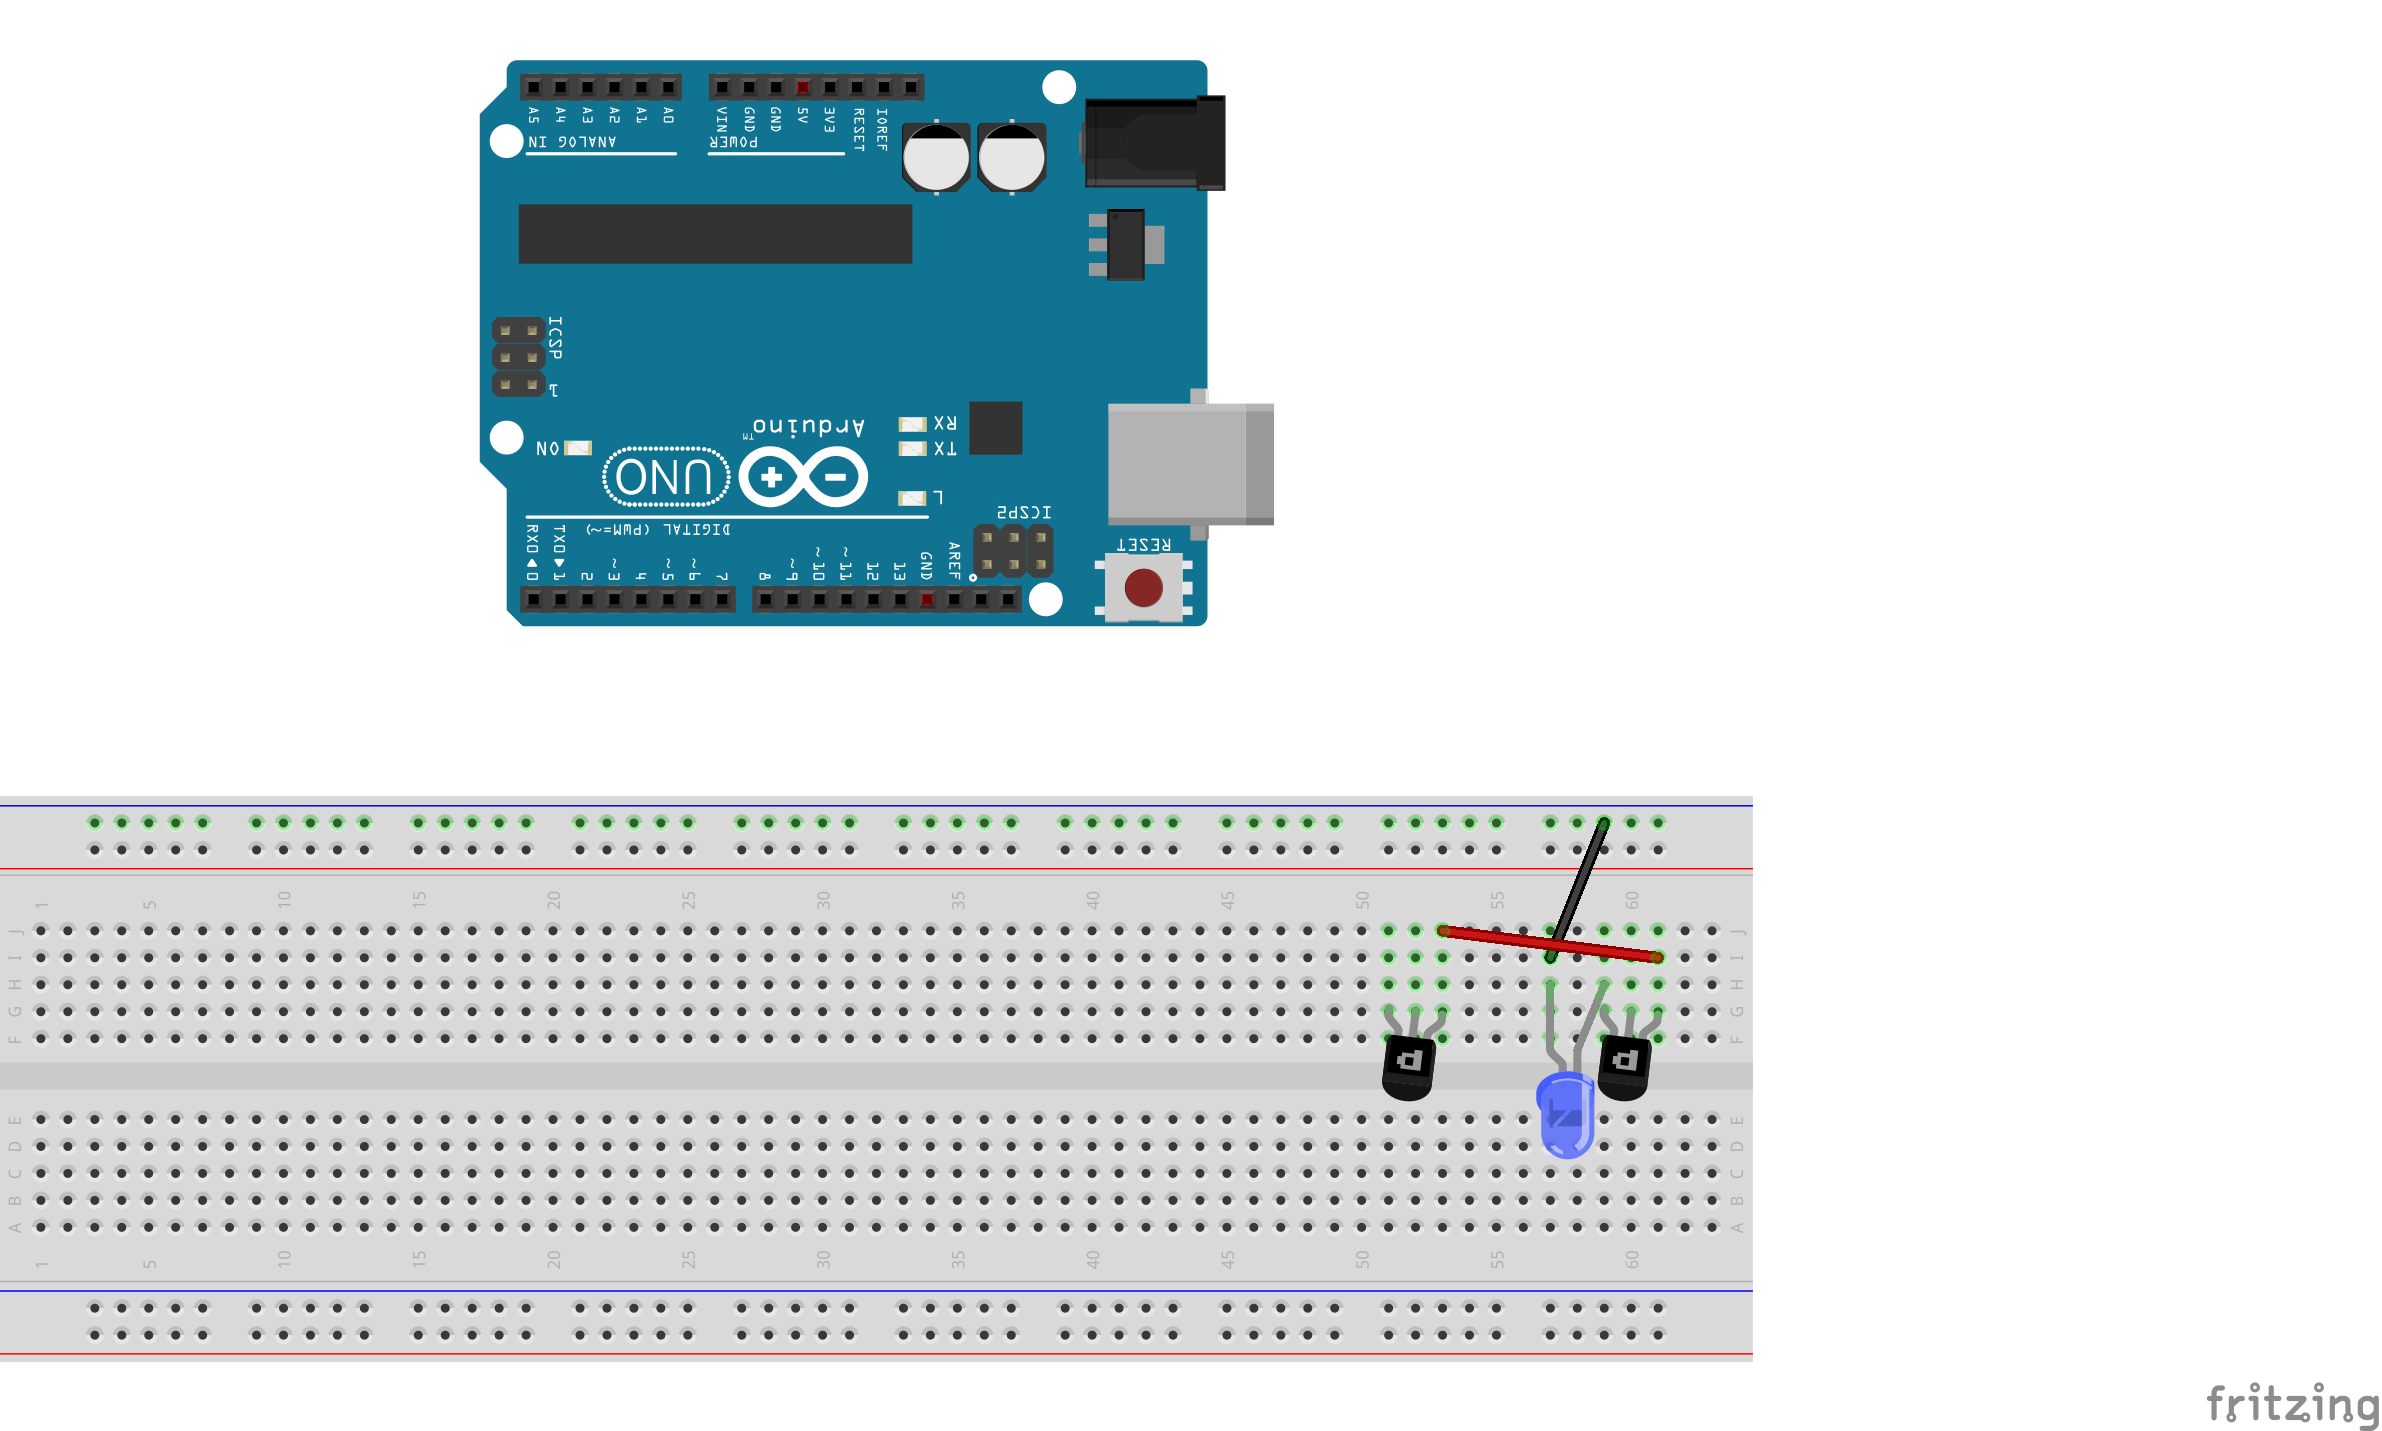 A5 A4 A3 A2 A1 A0 VIN GND GND 5V 3V3 RESET IOREF
ANALOG IN POWER
ICSP
1
Arduino
TM
RX
ON UNO TX
L
ICSP2
DIGITAL (PWM=~)
RESET
RX0◄0 TX0►1 2 ~3 4 ~5 ~6 7 8 ~9 ~10 ~11 12 13 GND AREF
1 5 10 15 20 25 30 35 40 45 50 55 60
J J
I I
H H
G G
F F
E E
D D
C C
B B
A A
1 5 10 15 20 25 30 35 40 45 50 55 60
fritzing